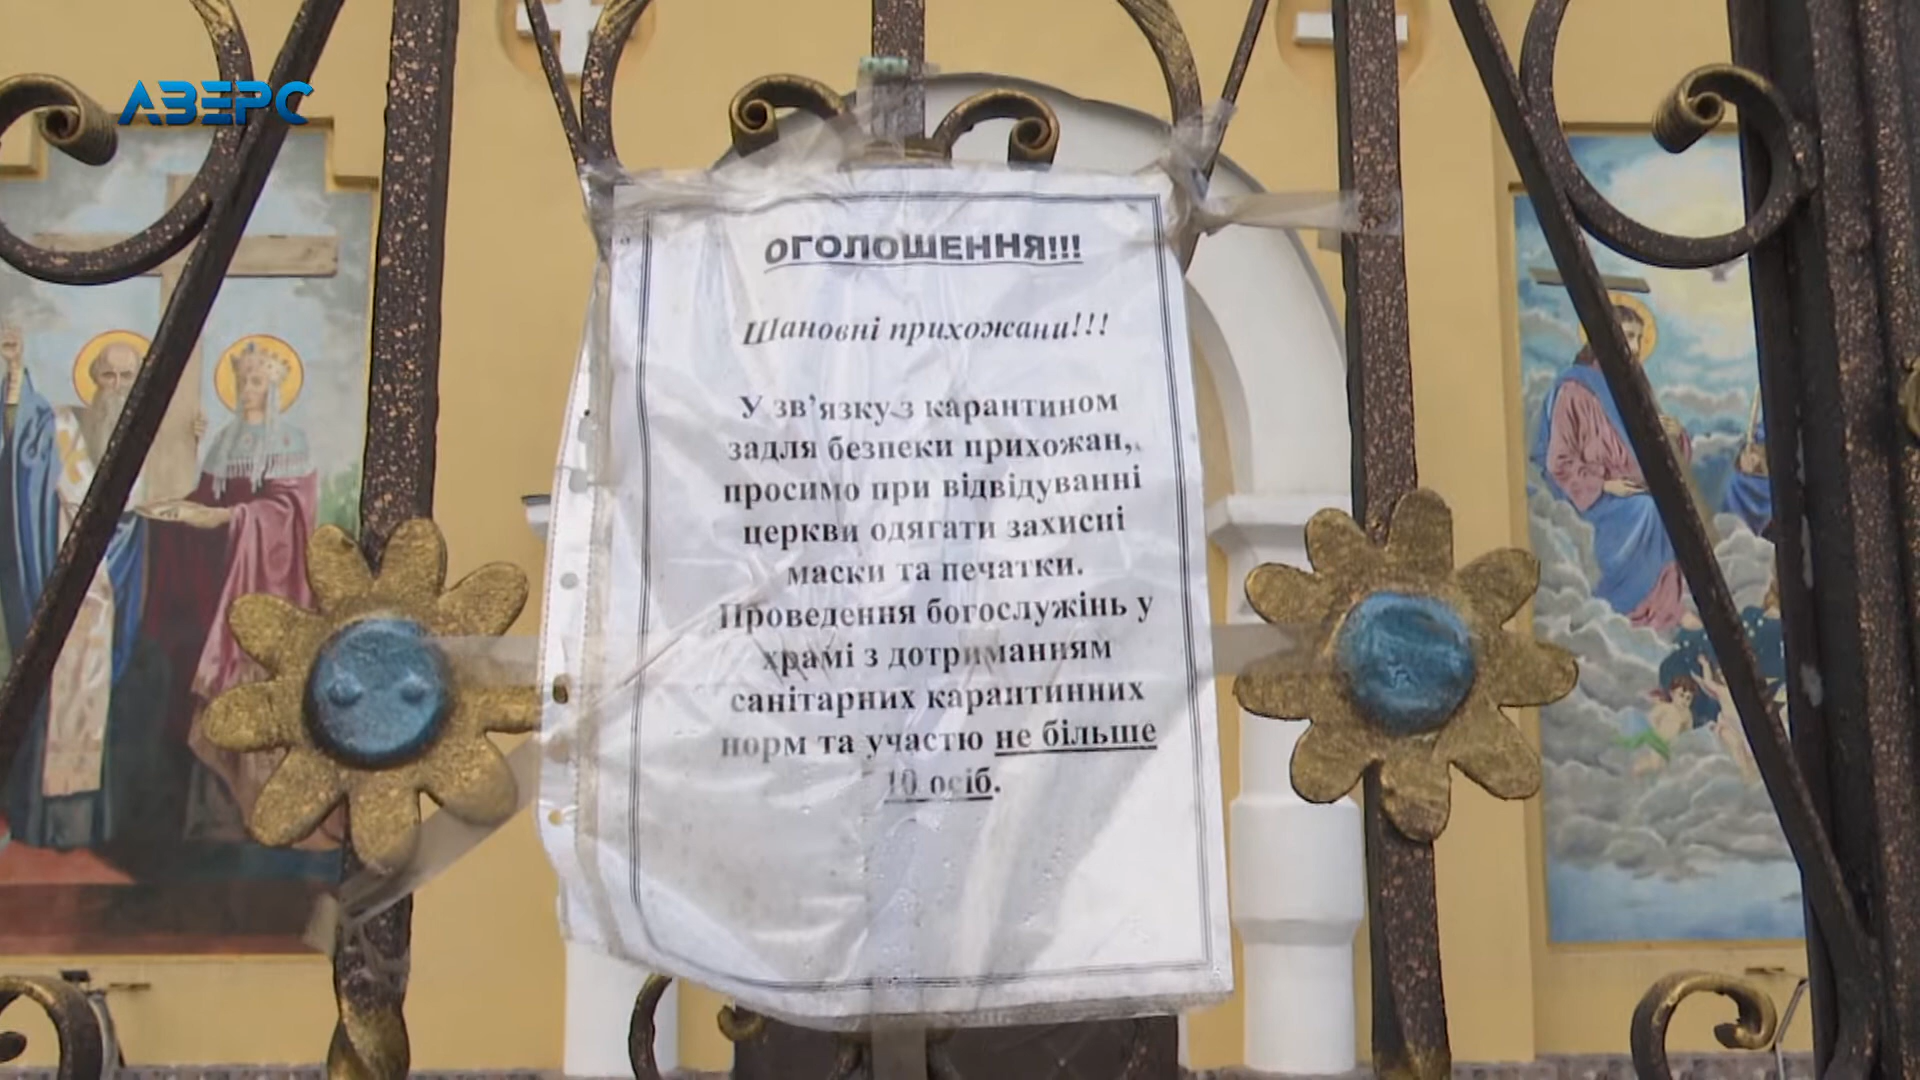 АВЕРС
ОГОЛОШЕННЯ!!!
Шановні прихожани!!!
У зв'язку з карантином
задля безпеки прихожан,
просимо при відвідуванні
церкви одягати захисні
маски та печатки.
Проведення богослужінь у
храмі з дотриманням
санітарних карантинних
норм та участю не більше
10 осіб.